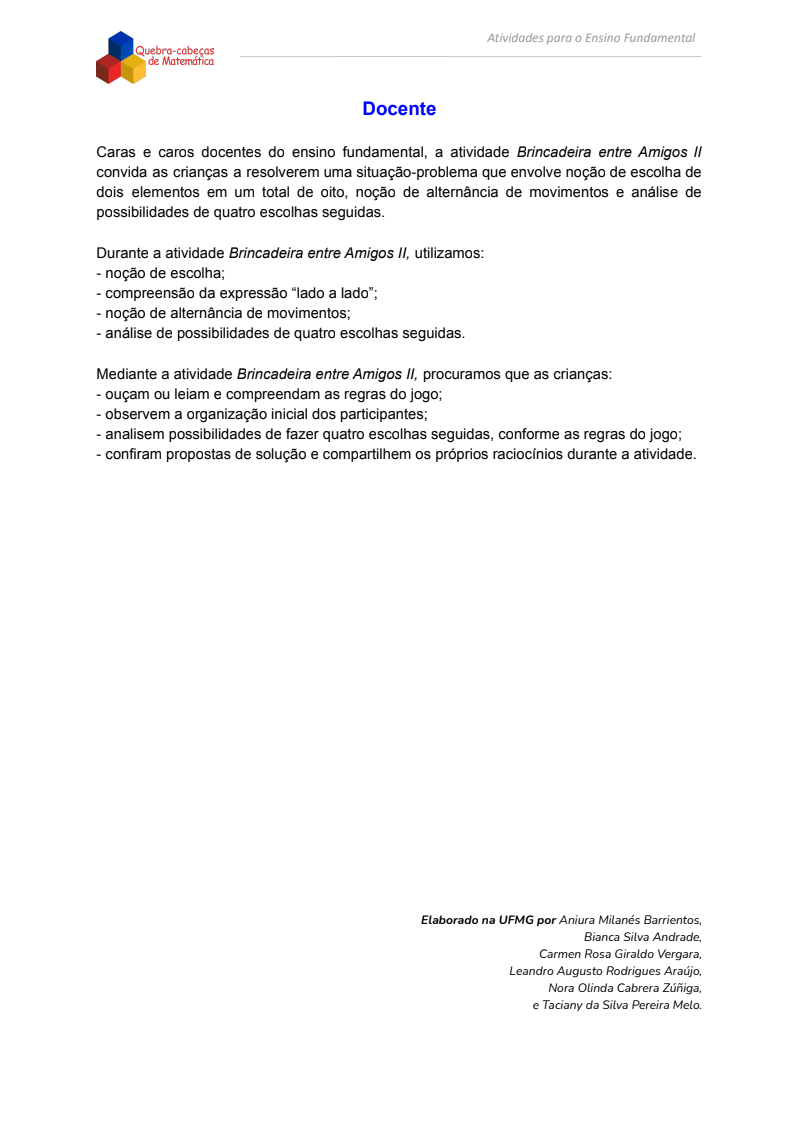 Quebra-cabeças
de Matemática
Atividades para o Ensino Fundamental
Docente
Caras e caros docentes do ensino fundamental, a atividade Brincadeira entre Amigos II
convida as crianças a resolverem uma situação-problema que envolve noção de escolha de
dois elementos em um total de oito, noção de alternância de movimentos e análise de
possibilidades de quatro escolhas seguidas.
Durante a atividade Brincadeira entre Amigos II, utilizamos:
- noção de escolha;
- compreensão da expressão “lado a lado”;
- noção de alternância de movimentos;
- análise de possibilidades de quatro escolhas seguidas.
Mediante a atividade Brincadeira entre Amigos II, procuramos que as crianças:
- ouçam ou leiam e compreendam as regras do jogo;
- observem a organização inicial dos participantes;
- analisem possibilidades de fazer quatro escolhas seguidas, conforme as regras do jogo;
- confiram propostas de solução e compartilhem os próprios raciocínios durante a atividade.
Elaborado na UFMG por Aniura Milanés Barrientos,
Bianca Silva Andrade,
Carmen Rosa Giraldo Vergara,
Leandro Augusto Rodrigues Araújo,
Nora Olinda Cabrera Zúñiga,
e Taciany da Silva Pereira Melo.